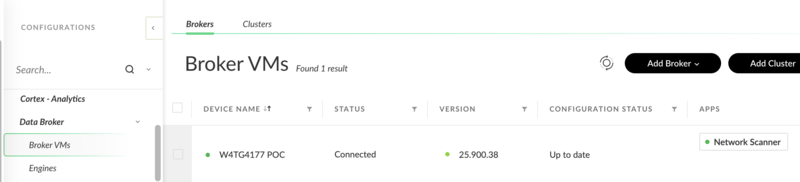 CONFIGURATIONS
Search...
Cortex - Analytics
Data Broker
Broker VMs
Engines
Brokers Clusters
Broker VMs Found 1 result
Add Broker Add Cluster
DEVICE NAME STATUS VERSION CONFIGURATION STATUS APPS
W4TG4177 POC Connected 25.900.38 Up to date Network Scanner